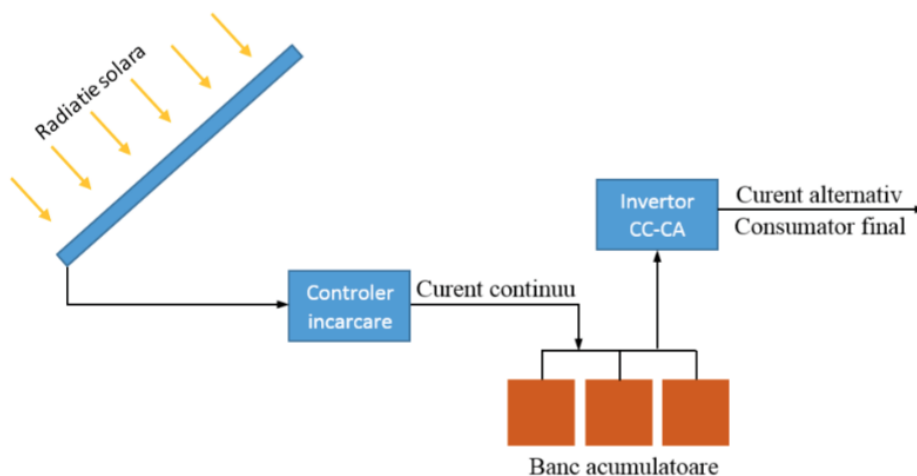 Radiatie solara
Invertor
CC-CA
Curent alternativ
Consumator final
Controler
incarcare
Curent continuu
Banc acumulatoare